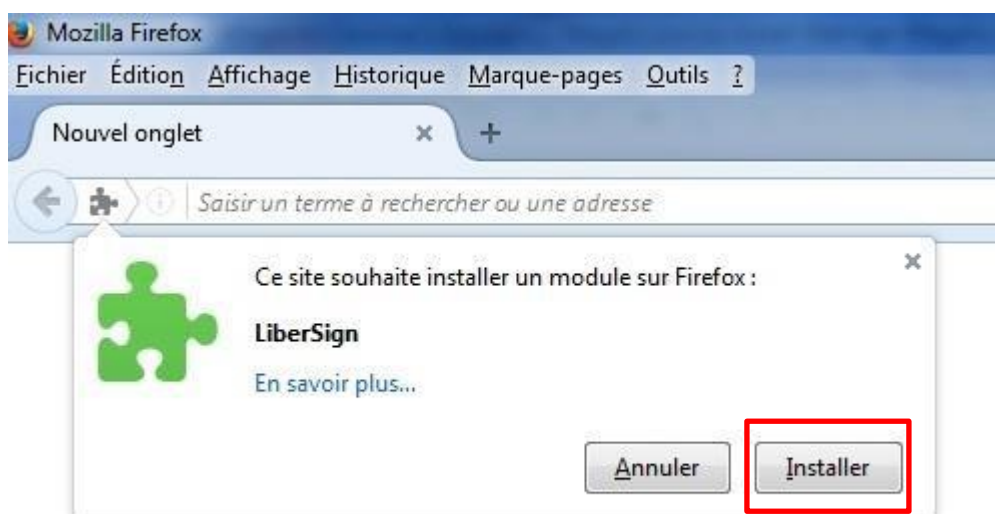 Mozilla Firefox
Fichier Édition Affichage Historique Marque-pages Outils ?
Nouvel onglet
Saisir un terme à rechercher ou une adresse
Ce site souhaite installer un module sur Firefox :
LiberSign
En savoir plus...
Annuler Installer